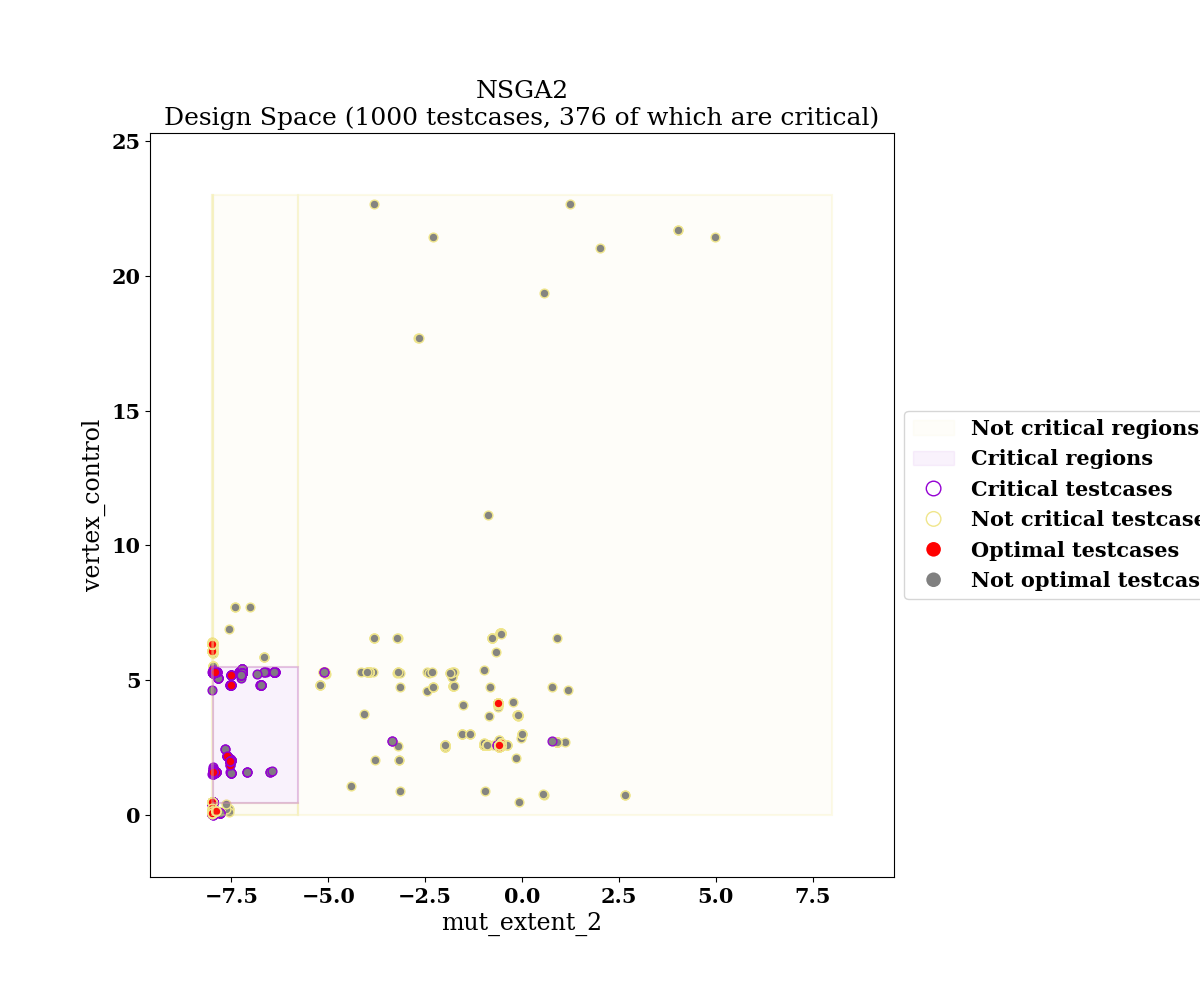 NSGA2
Design Space (1000 testcases, 376 of which are critical)
25
20
15
10
5
0
vertex_control
−7.5
−5.0
−2.5
0.0
2.5
5.0
7.5
mut_extent_2
Not critical regions
Critical regions
Critical testcases
Not critical testcase
Optimal testcases
Not optimal testcas